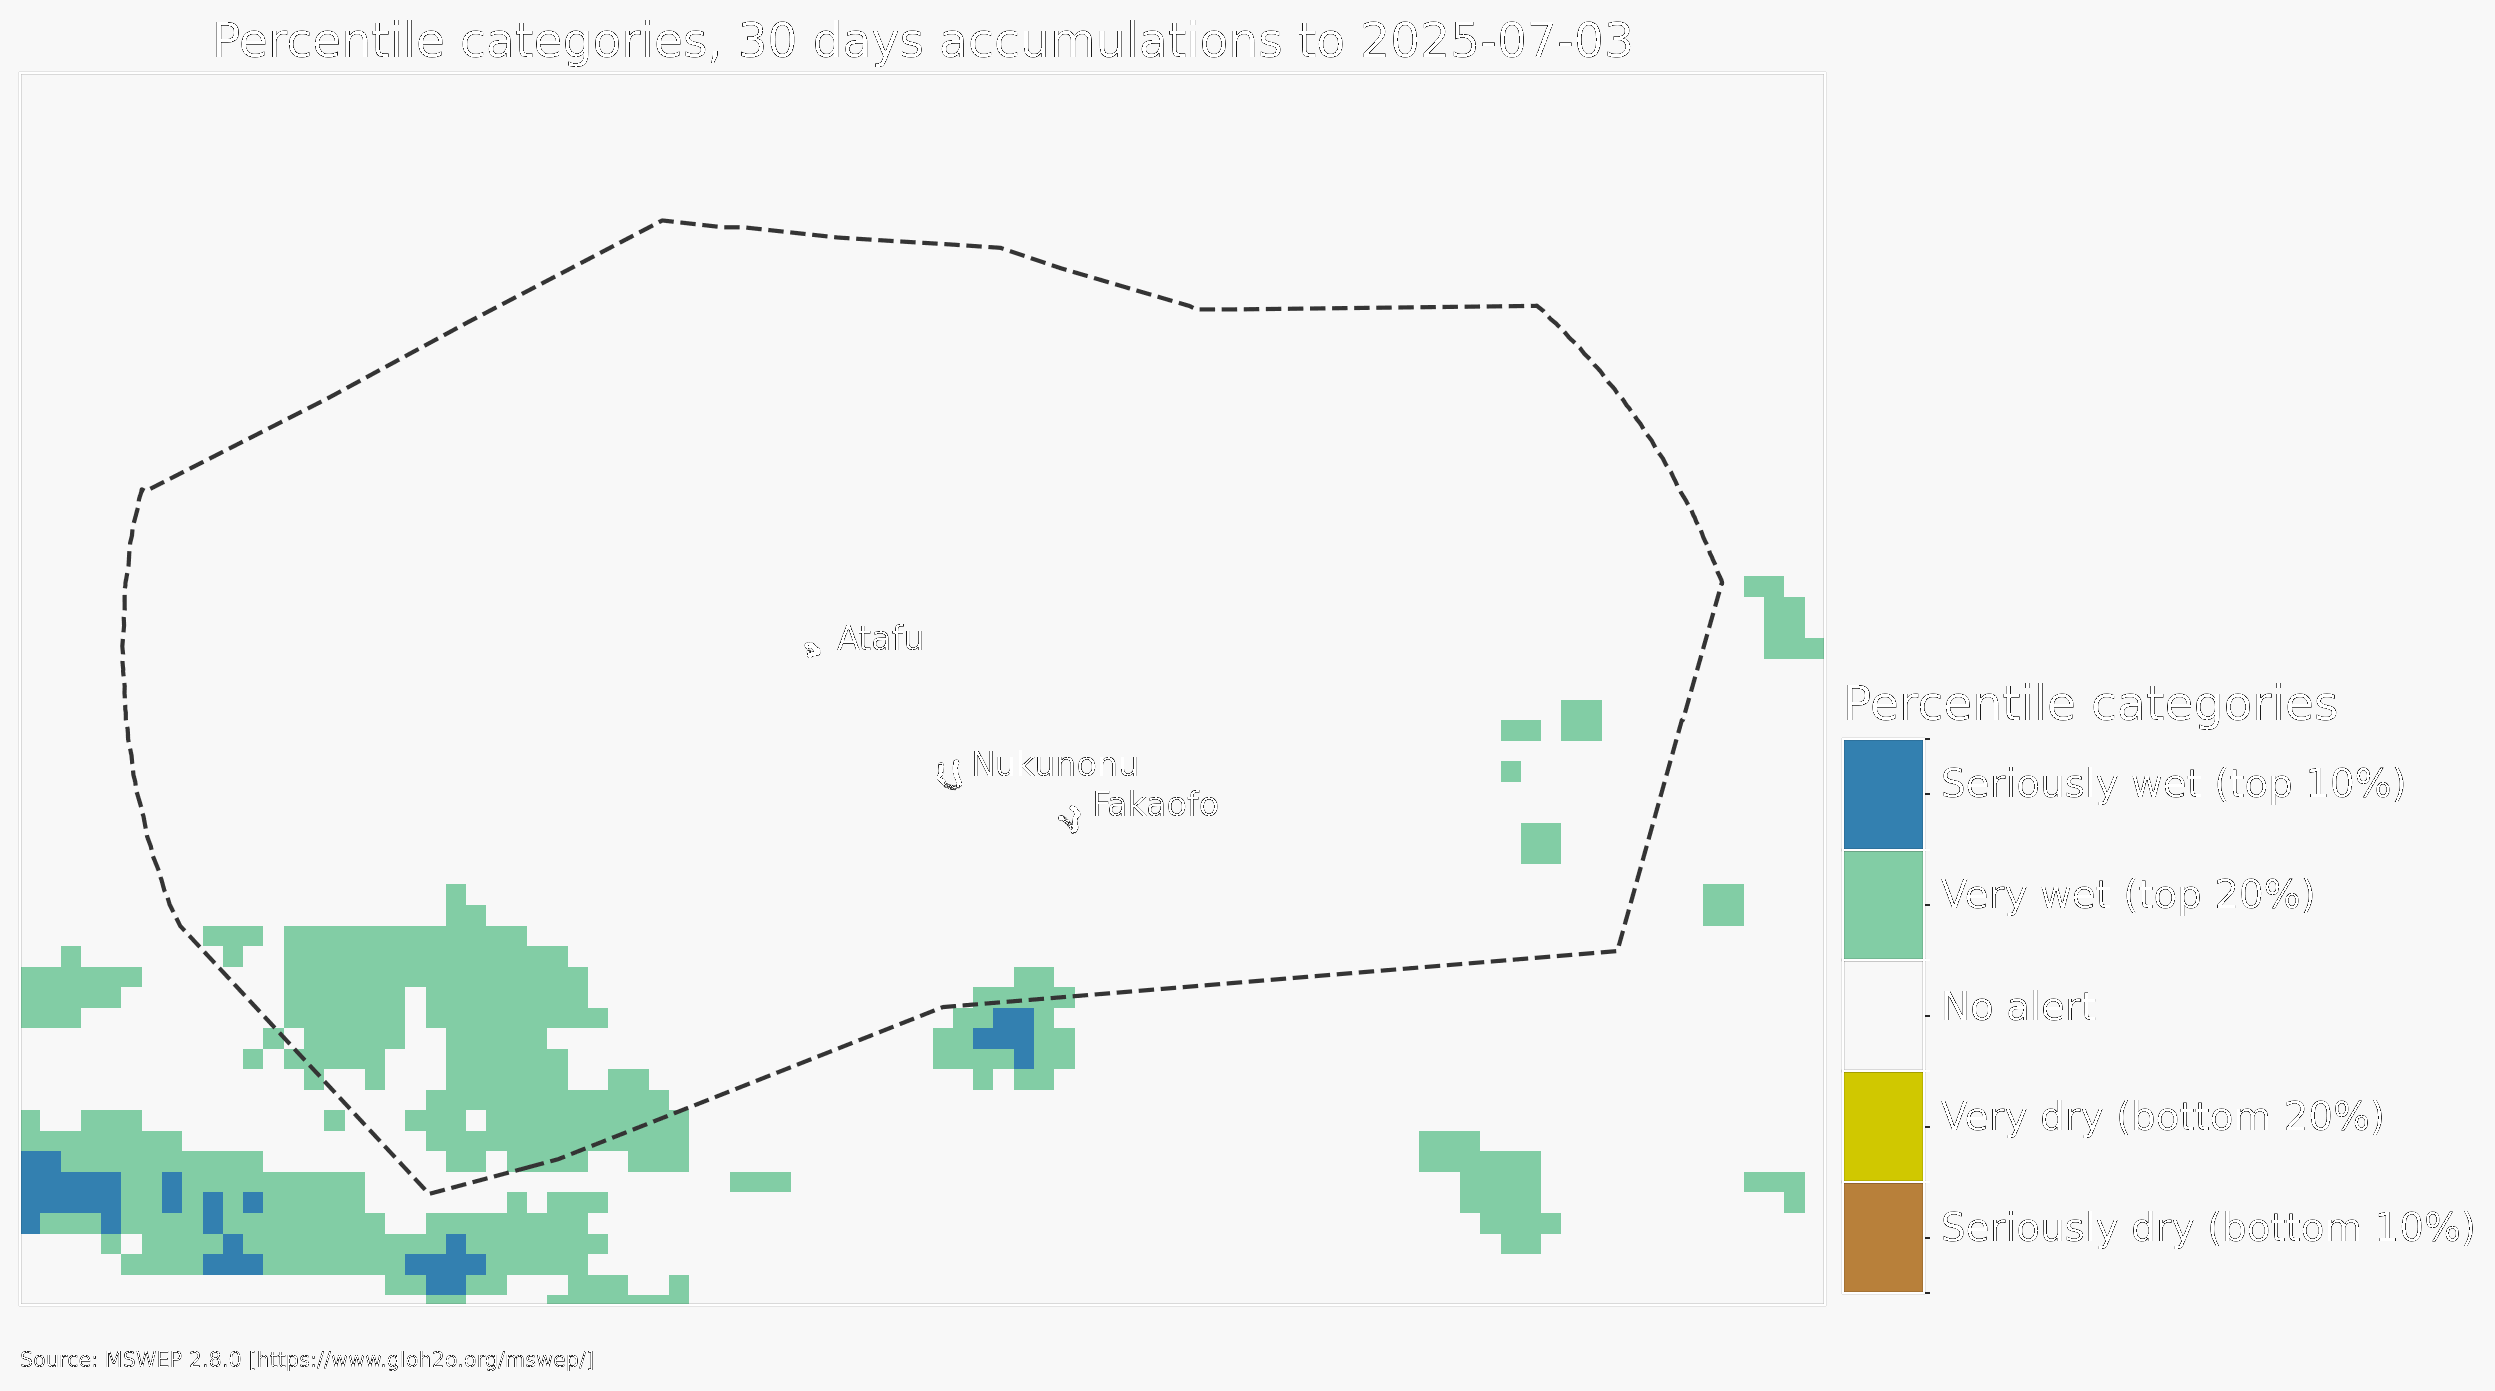 Percentile categories, 30 days accumulations to 2025-07-03
Atafu
Nukunonu
Fakaofo
Percentile categories
Seriously wet (top 10%)
Very wet (top 20%)
No alert
Very dry (bottom 20%)
Seriously dry (bottom 10%)
Source: MSWEP 2.8.0 [https://www.gloh2o.org/mswep/]